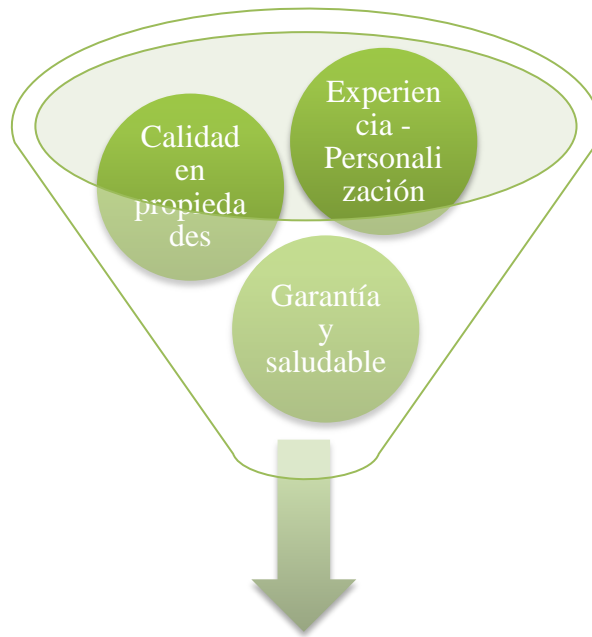 Calidad
en
propieda
des
Experien
cia -
Personali
zación
Garantía
y
saludable